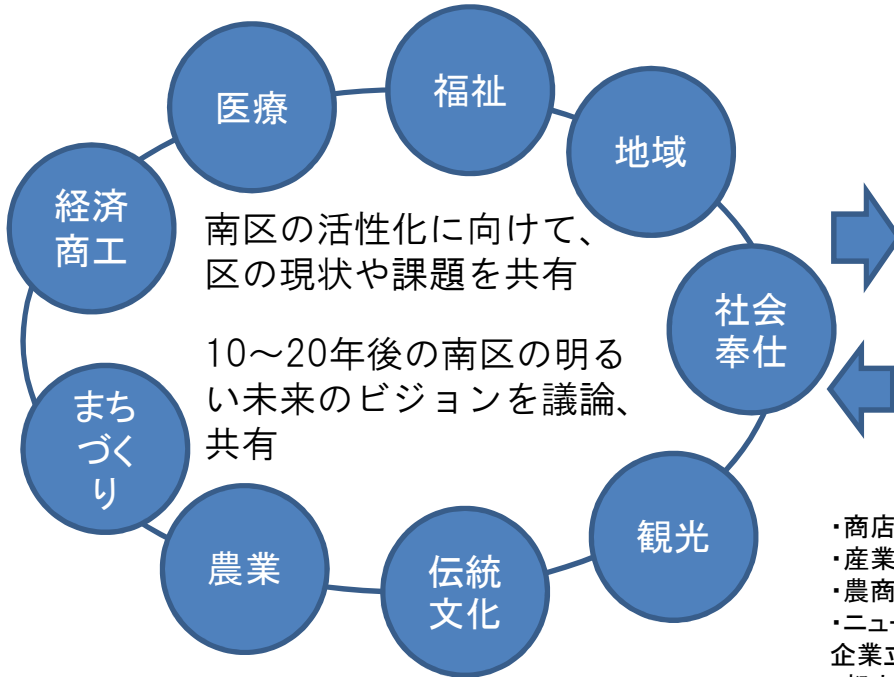 医療
福祉
地域
経済
商工
南区の活性化に向けて、
区の現状や課題を共有
社会
奉仕
10～20年後の南区の明る
い未来のビジョンを議論、
共有
まち
づく
り
農業
伝統
文化
観光
・商店
・産業
・農商
・ニュー
企業立